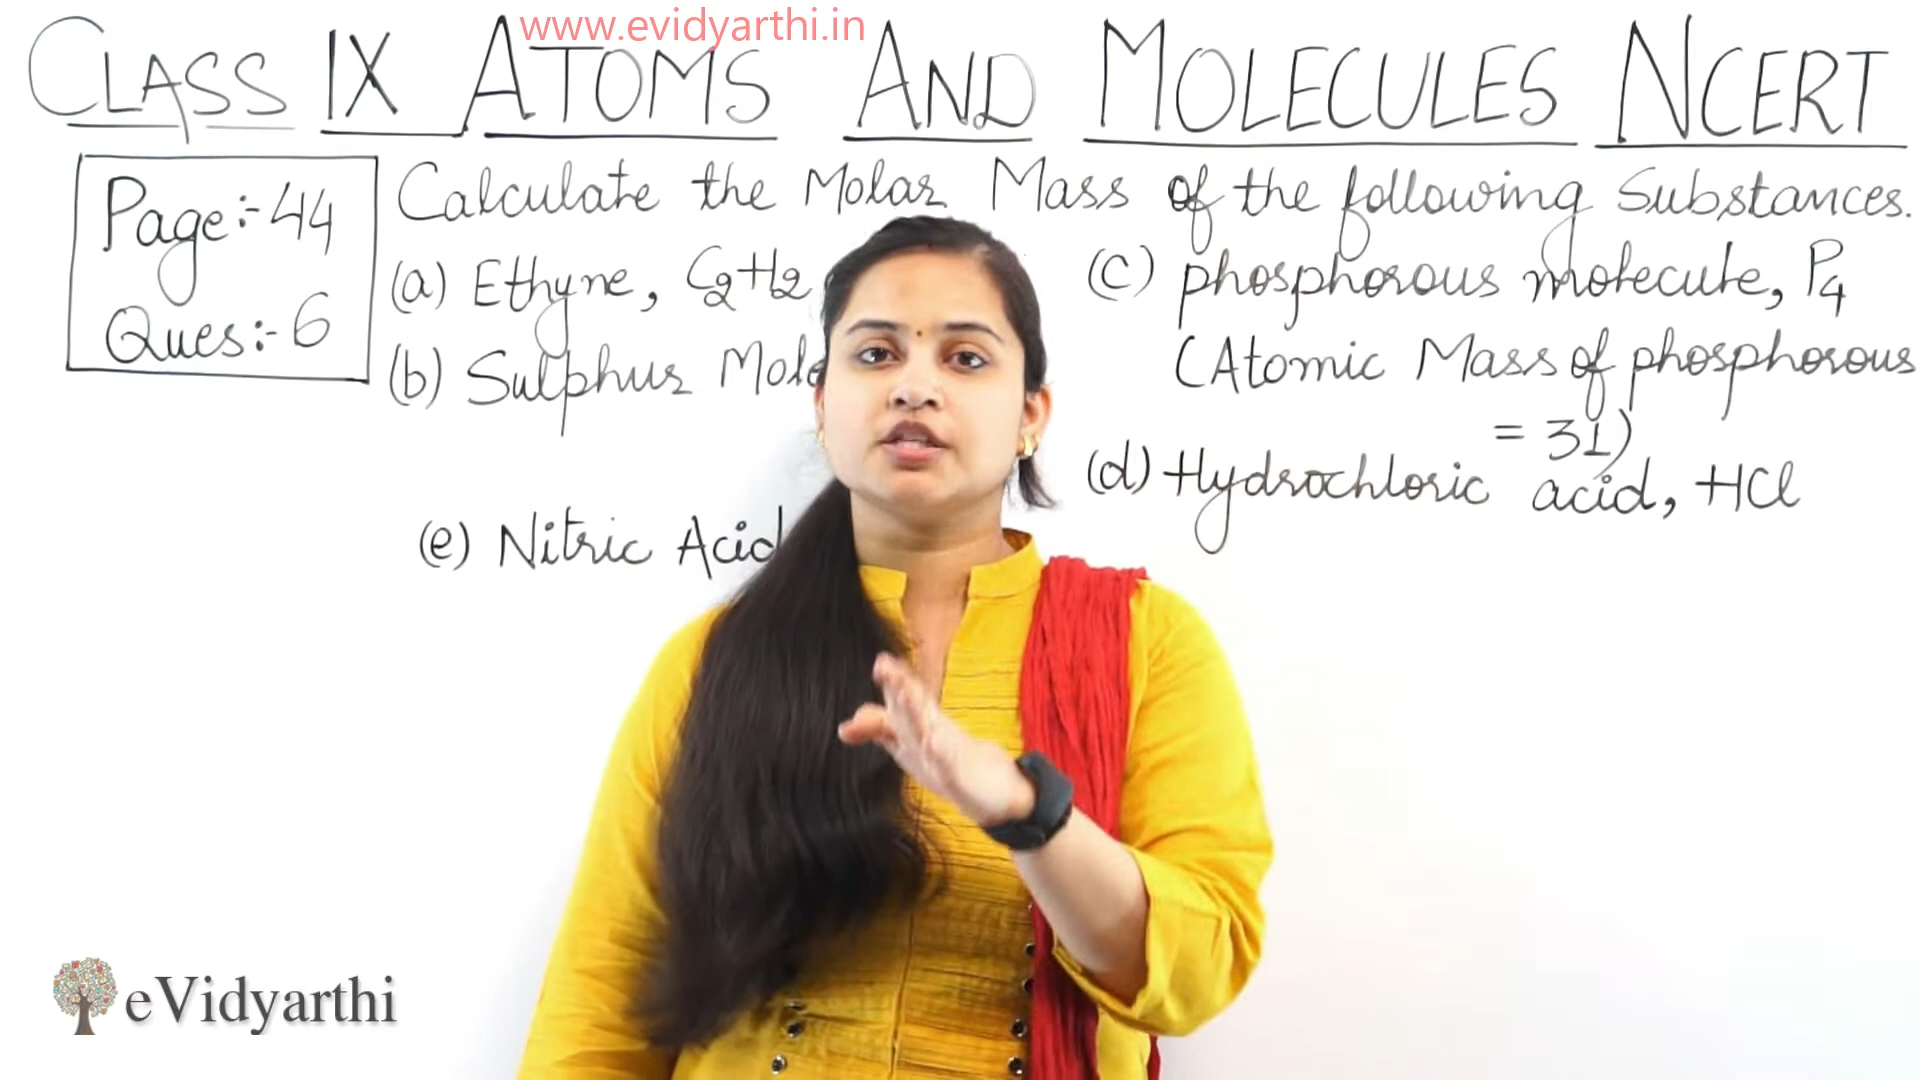 www.evidyarthi.in
CLASS IX ATOMS AND MOLECULES NCERT
Page:- 44
Ques:- 6
Calculate the Molar Mass of the following Substances.
(a) Ethyne, C2H2
(b) Sulphur
(c) phosphorous molecule, P4
(Atomic Mass of phosphorous
= 31)
(d) Hydrochloric acid, HCl
(e) Nitric Acid
eVidyarthi